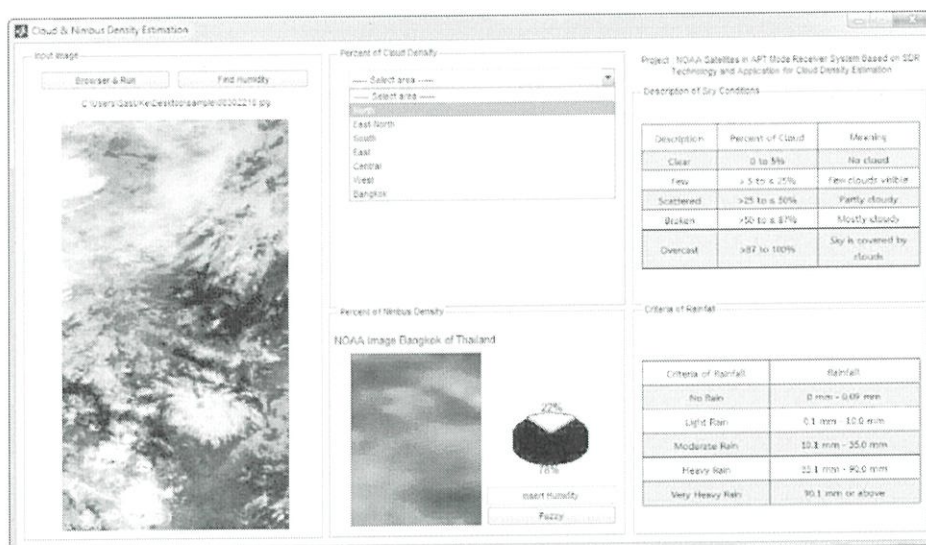 Cloud & Nimbus Density Estimation
Input Image
Browser & Run
Find Humidity
Percent of Cloud Density
----- Select area -----
----- Select area -----
North
East North
South
East
Central
West
Bangkok
Percent of Nimbus Density
NOAA Image Bangkok of Thailand
22%
Insert Humidity
Fuzzy
Project : NOAA Satellites in APT Mode Receiver System Based on SDR
Technology and Application for Cloud Density Estimation
Description of Sky Conditions
Description Percent of Cloud Meaning
Clear 0 to 5% No cloud
Few > 5 to ≤ 25% Few clouds visible
Scattered >25 to ≤ 50% Partly cloudy
Broken >50 to ≤ 87% Mostly cloudy
Overcast >87 to 100% Sky is covered by
clouds
Criteria of Rainfall
Criteria of Rainfall Rainfall
No Rain 0 mm - 0.09 mm
Light Rain 0.1 mm - 10.0 mm
Moderate Rain 10.1 mm - 35.0 mm
Heavy Rain 35.1 mm - 90.0 mm
Very Heavy Rain 90.1 mm or above